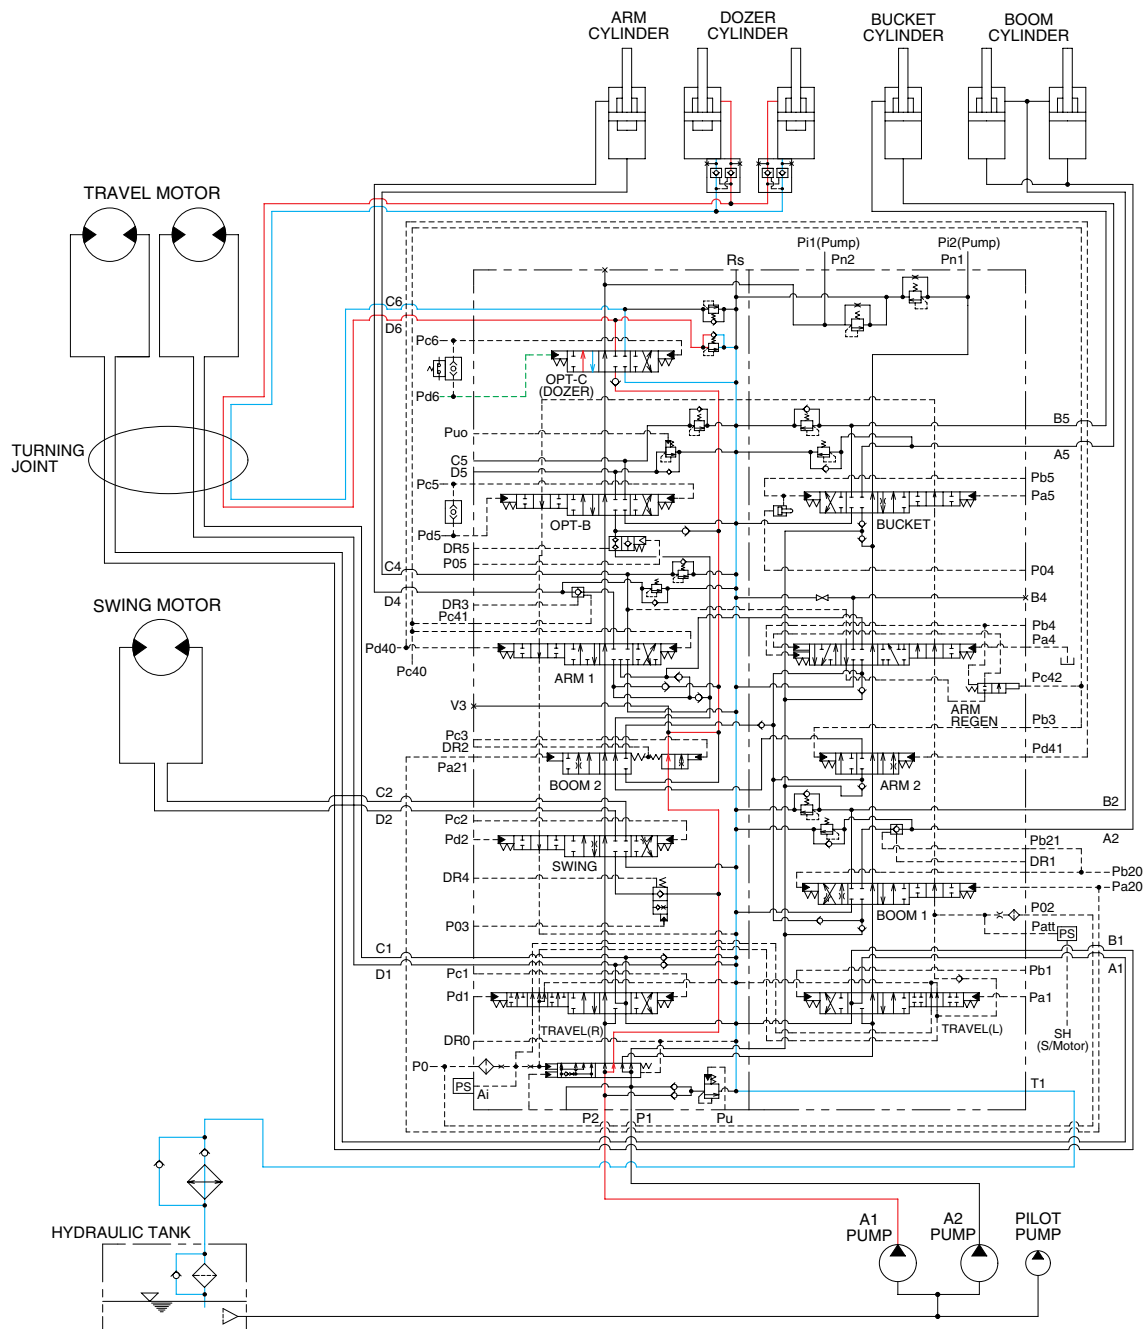 ARM
CYLINDER
DOZER
CYLINDER
BUCKET
CYLINDER
BOOM
CYLINDER
TRAVEL MOTOR
TURNING
JOINT
SWING MOTOR
HYDRAULIC TANK
Pi1(Pump)
Pn2
Pi2(Pump)
Pn1
Rs
C6
D6
Pc6
Pd6
OPT-C
(DOZER)
Puo
C5
D5
Pc5
Pd5
OPT-B
DR5
P05
C4
D4
DR3
Pc41
Pd40
Pc40
ARM 1
V3
Pc3
DR2
Pa21
BOOM 2
C2
D2
Pc2
Pd2
SWING
DR4
P03
C1
D1
Pc1
Pd1
TRAVEL(R)
DR0
P0
PS
Ai
P2
P1
Pu
B5
A5
Pb5
Pa5
BUCKET
P04
B4
Pb4
Pa4
Pc42
ARM
REGEN
Pb3
Pd41
ARM 2
B2
A2
Pb21
DR1
Pb20
Pa20
BOOM 1
P02
Patt
PS
B1
A1
Pb1
Pa1
TRAVEL(L)
SH
(S/Motor)
T1
A1
PUMP
A2
PUMP
PILOT
PUMP